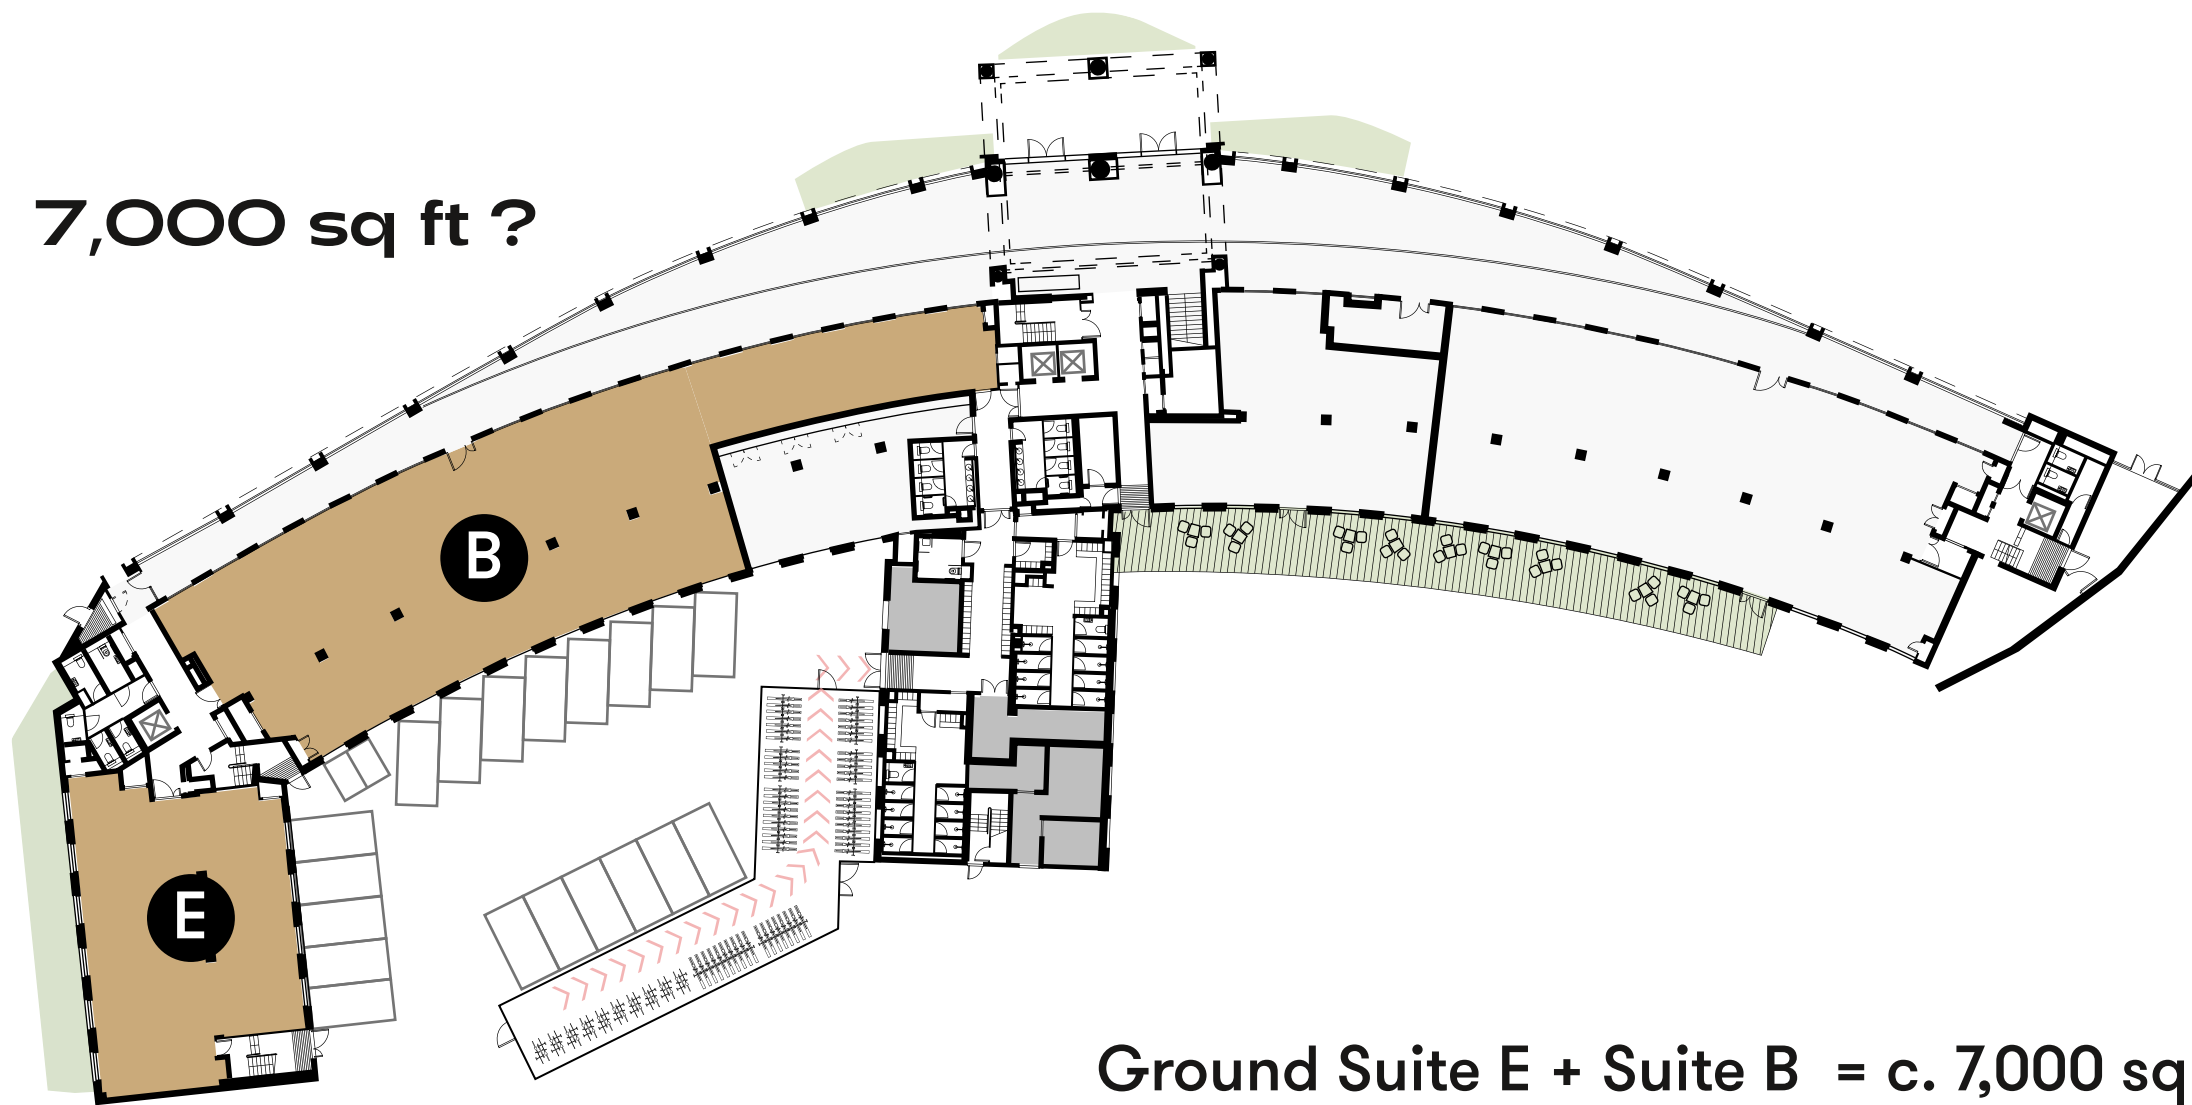 7,000 sq ft ?
B
E
Ground Suite E + Suite B = c. 7,000 sq